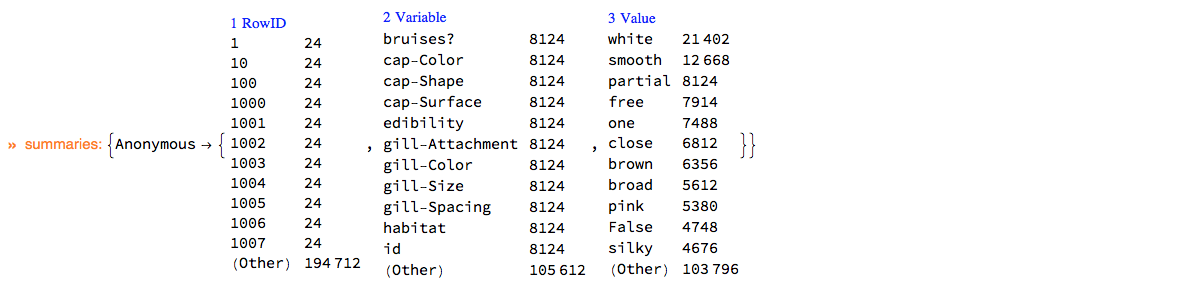 1 RowID 2 Variable 3 Value
1 24 bruises? 8124 white 21 402
10 24 cap-Color 8124 smooth 12 668
100 24 cap-Shape 8124 partial 8124
1000 24 cap-Surface 8124 free 7914
1001 24 edibility 8124 one 7488
» summaries: {Anonymous → { 1002 24 , gill-Attachment 8124 , close 6812 }}
1003 24 gill-Color 8124 brown 6356
1004 24 gill-Size 8124 broad 5612
1005 24 gill-Spacing 8124 pink 5380
1006 24 habitat 8124 False 4748
1007 24 id 8124 silky 4676
(Other) 194 712 (Other) 105 612 (Other) 103 796